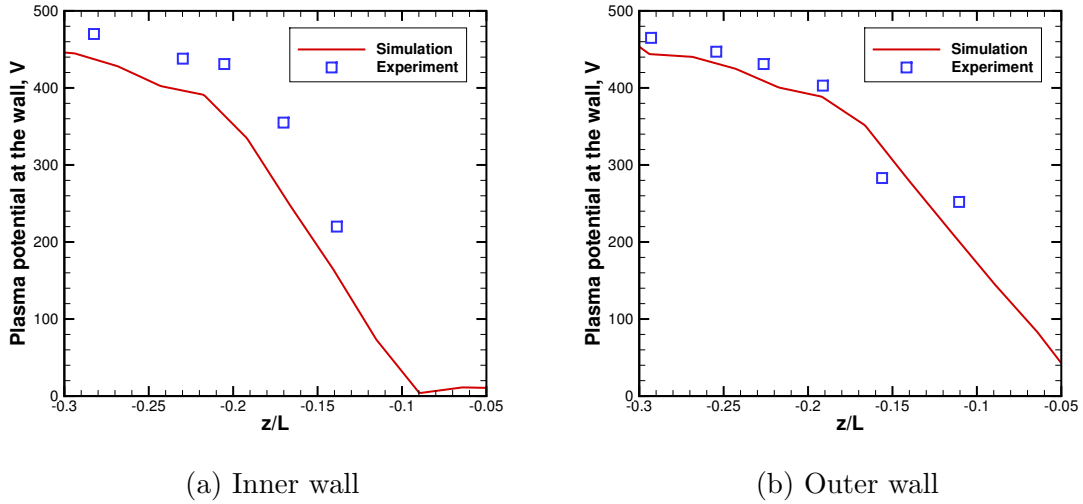 500
400
300
200
100
0
-0.3
-0.25
-0.2
-0.15
-0.1
-0.05
z/L
Plasma potential at the wall, V
Simulation
Experiment
(a) Inner wall
500
400
300
200
100
0
-0.3
-0.25
-0.2
-0.15
-0.1
-0.05
z/L
Plasma potential at the wall, V
Simulation
Experiment
(b) Outer wall